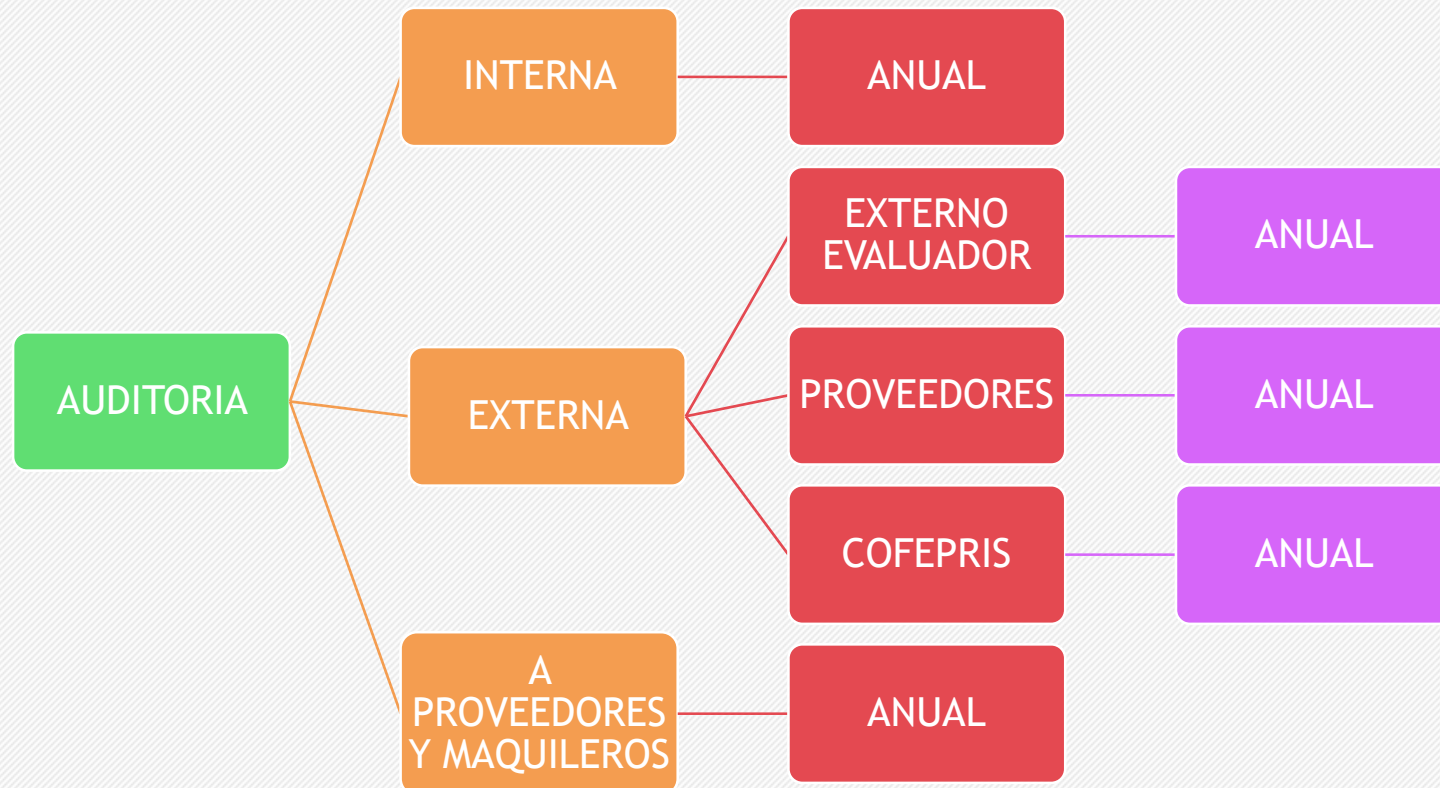 INTERNA
ANUAL
EXTERNO
EVALUADOR
ANUAL
AUDITORIA
EXTERNA
PROVEEDORES
ANUAL
COFEPRIS
ANUAL
A
PROVEEDORES
Y MAQUILEROS
ANUAL